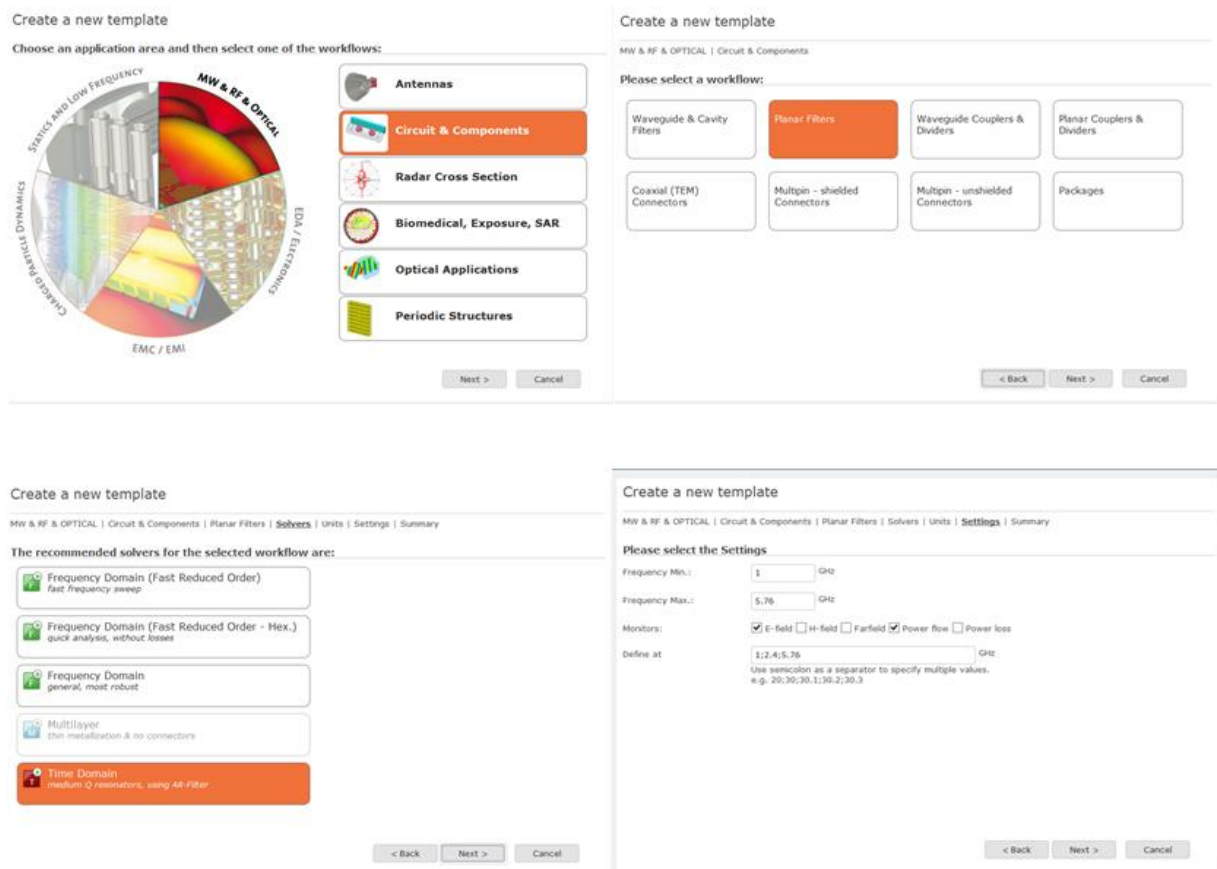 Create a new template
Choose an application area and then select one of the workflows:
STATICS AND LOW FREQUENCY
MW & RF & OPTICAL
EDA / ELECTRONICS
EMC / EMI
CHARGED PARTICLE DYNAMICS
Antennas
Circuit & Components
Radar Cross Section
Biomedical, Exposure, SAR
Optical Applications
Periodic Structures
Next >
Cancel
Create a new template
MW & RF & OPTICAL | Circuit & Components
Please select a workflow:
Waveguide & Cavity
Filters
Planar Filters
Waveguide Couplers &
Dividers
Planar Couplers &
Dividers
Coaxial (TEM)
Connectors
Multipin - shielded
Connectors
Multipin - unshielded
Connectors
Packages
< Back
Next >
Cancel
Create a new template
MW & RF & OPTICAL | Circuit & Components | Planar Filters | Solvers | Units | Settings | Summary
The recommended solvers for the selected workflow are:
Frequency Domain (Fast Reduced Order)
fast frequency sweep
Frequency Domain (Fast Reduced Order - Hex.)
quick analysis, without losses
Frequency Domain
general, most robust
Multilayer
thin metallization & no connectors
Time Domain
medium Q resonators, using AR-Filter
< Back
Next >
Cancel
Create a new template
MW & RF & OPTICAL | Circuit & Components | Planar Filters | Solvers | Units | Settings | Summary
Please select the Settings
Frequency Min.: 1 GHz
Frequency Max.: 5.76 GHz
Monitors: E-field H-field Farfield Power flow Power loss
Define at 1;2.4;5.76 GHz
Use semicolon as a separator to specify multiple values.
e.g. 20;30;30.1;30.2;30.3
< Back
Next >
Cancel